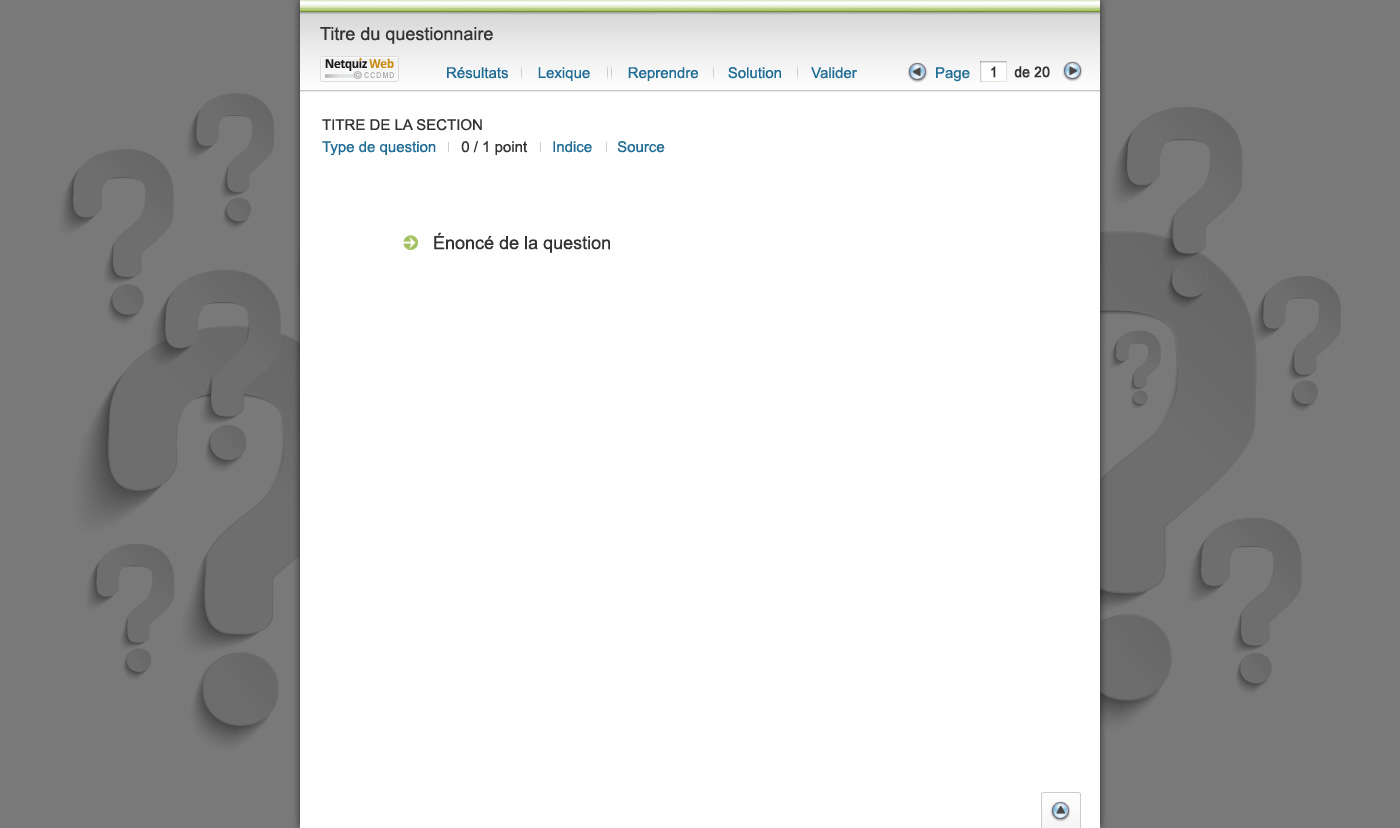 Titre du questionnaire
Netquiz Web
CCDMD
Résultats Lexique Reprendre Solution Valider Page 1 de 20
TITRE DE LA SECTION
Type de question 0 / 1 point Indice Source
Énoncé de la question